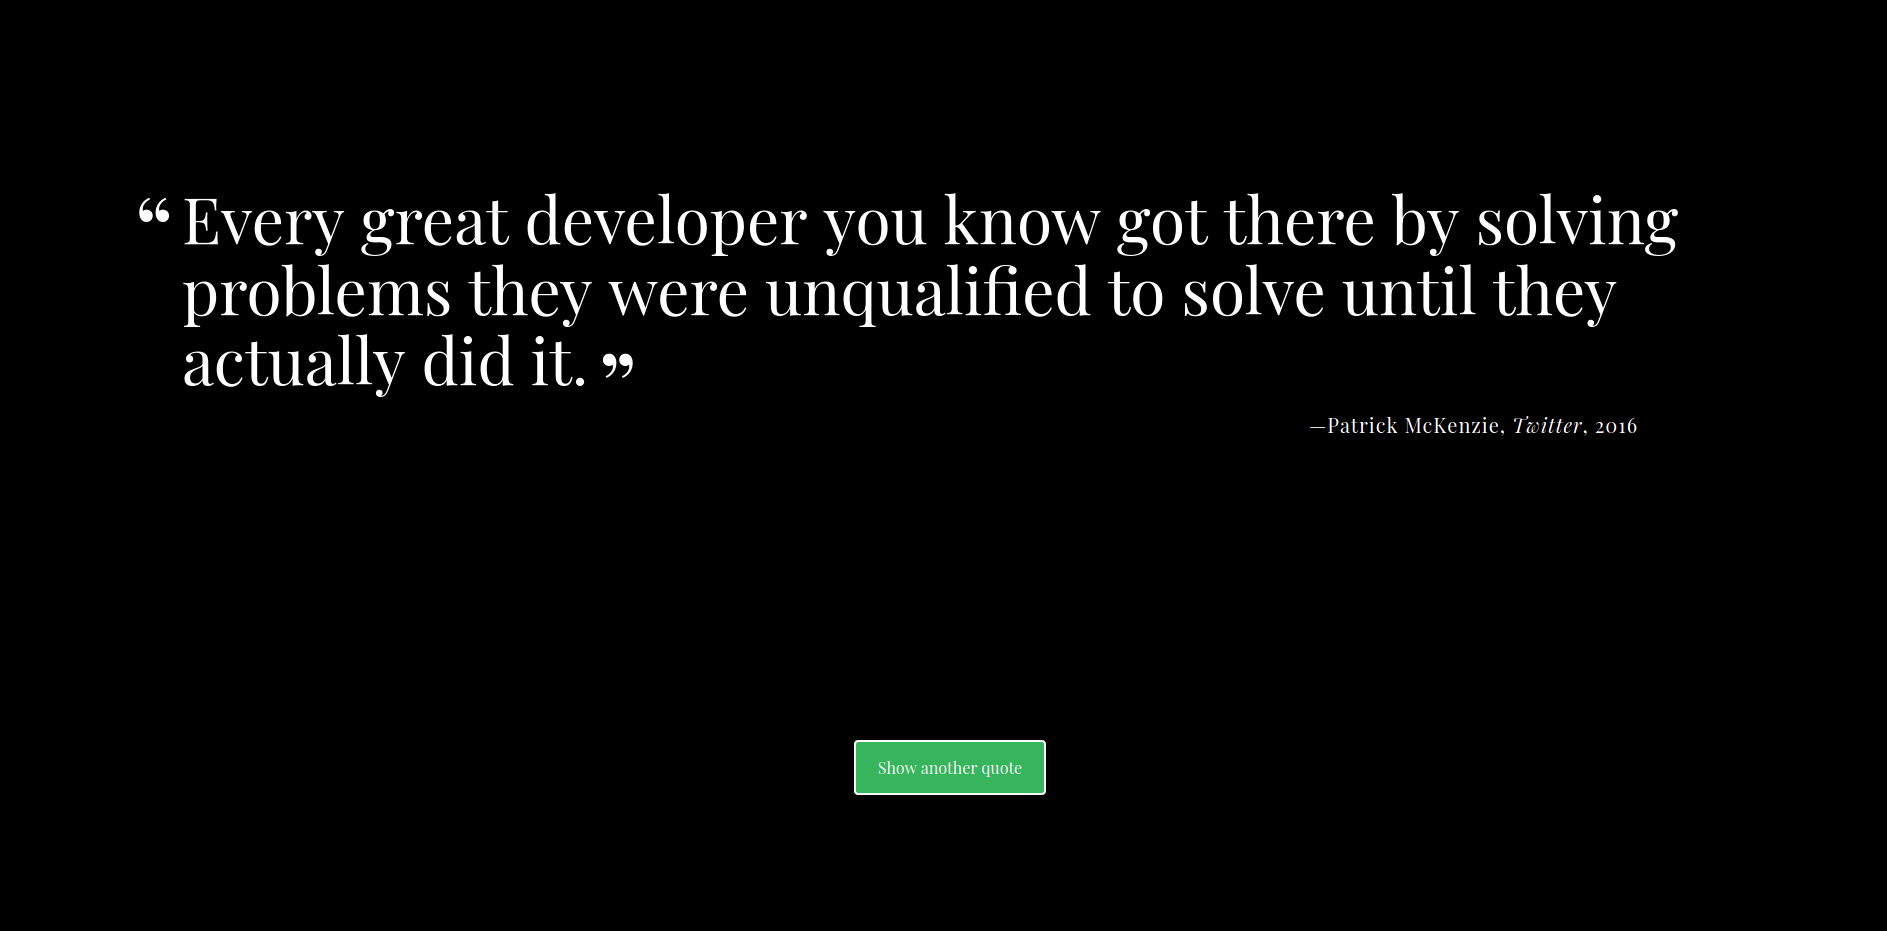 “Every great developer you know got there by solving
problems they were unqualified to solve until they
actually did it.”
—Patrick McKenzie, Twitter, 2016
Show another quote